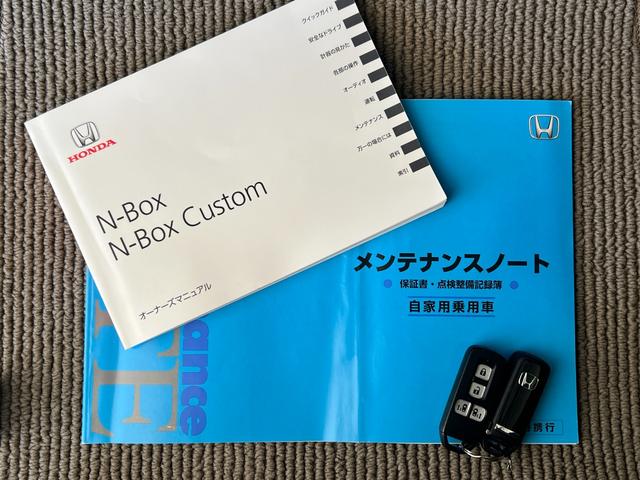 クイックガイド
安全なドライブ
計器の見かた
各部の操作
オーディオ
運転
メンテナンス
万一の場合には
資料
索引
HONDA
N-Box
N-Box Custom
オーナーズマニュアル
メンテナンスノート
保証書・点検整備記録簿
自家用乗用車
ance
携行